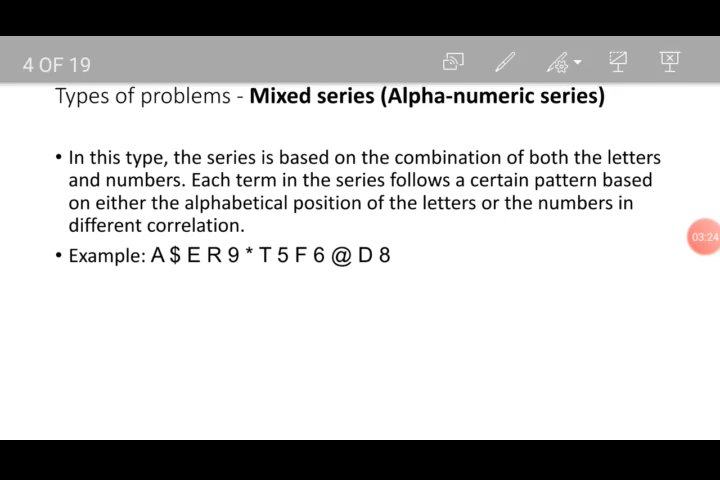 4 OF 19
Types of problems - Mixed series (Alpha-numeric series)
• In this type, the series is based on the combination of both the letters
and numbers. Each term in the series follows a certain pattern based
on either the alphabetical position of the letters or the numbers in
different correlation.
03:24
• Example: A $ E R 9 * T 5 F 6 @ D 8